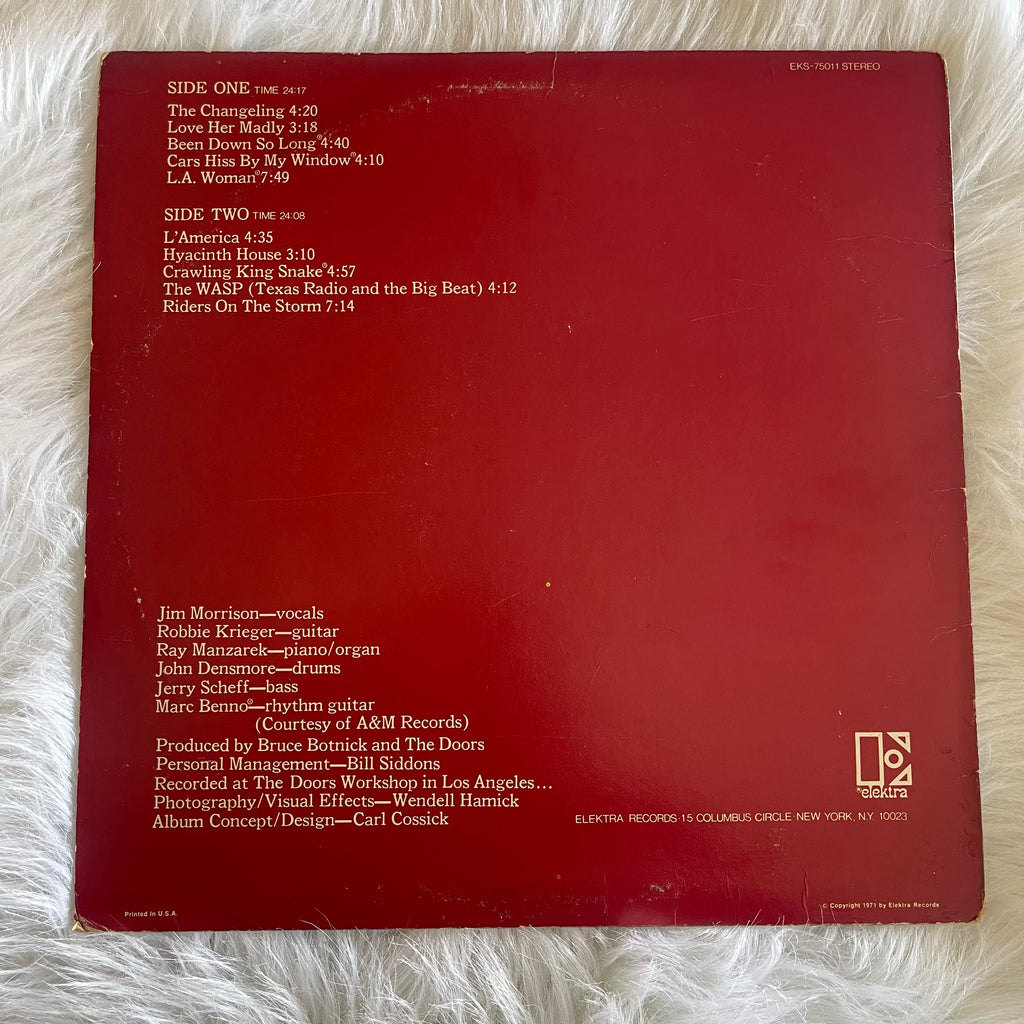 EKS-75011 STEREO
SIDE ONE TIME 24:17
The Changeling 4:20
Love Her Madly 3:18
Been Down So Long® 4:40
Cars Hiss By My Window® 4:10
L.A. Woman® 7:49
SIDE TWO TIME 24:08
L'America 4:35
Hyacinth House 3:10
Crawling King Snake® 4:57
The WASP (Texas Radio and the Big Beat) 4:12
Riders On The Storm 7:14
Jim Morrison—vocals
Robbie Krieger—guitar
Ray Manzarek—piano/organ
John Densmore—drums
Jerry Scheff—bass
Marc Benno®—rhythm guitar
(Courtesy of A&M Records)
Produced by Bruce Botnick and The Doors
Personal Management—Bill Siddons
Recorded at The Doors Workshop in Los Angeles...
Photography/Visual Effects—Wendell Hamick
Album Concept/Design—Carl Cossick
elektra
ELEKTRA RECORDS·15 COLUMBUS CIRCLE·NEW YORK, N.Y. 10023
Printed In U.S.A.
© Copyright 1971 by Elektra Records